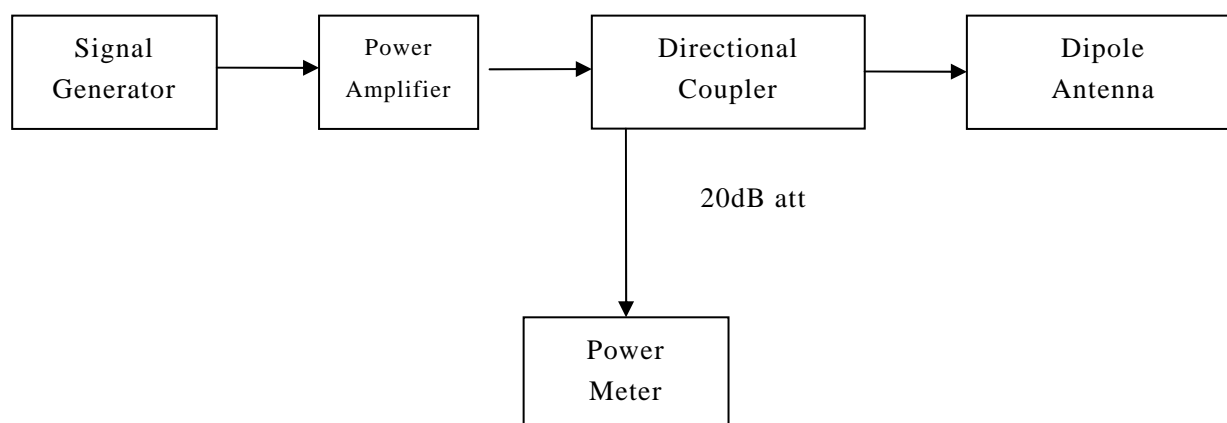 Signal
Generator
Power
Amplifier
Directional
Coupler
Dipole
Antenna
20dB att
Power
Meter